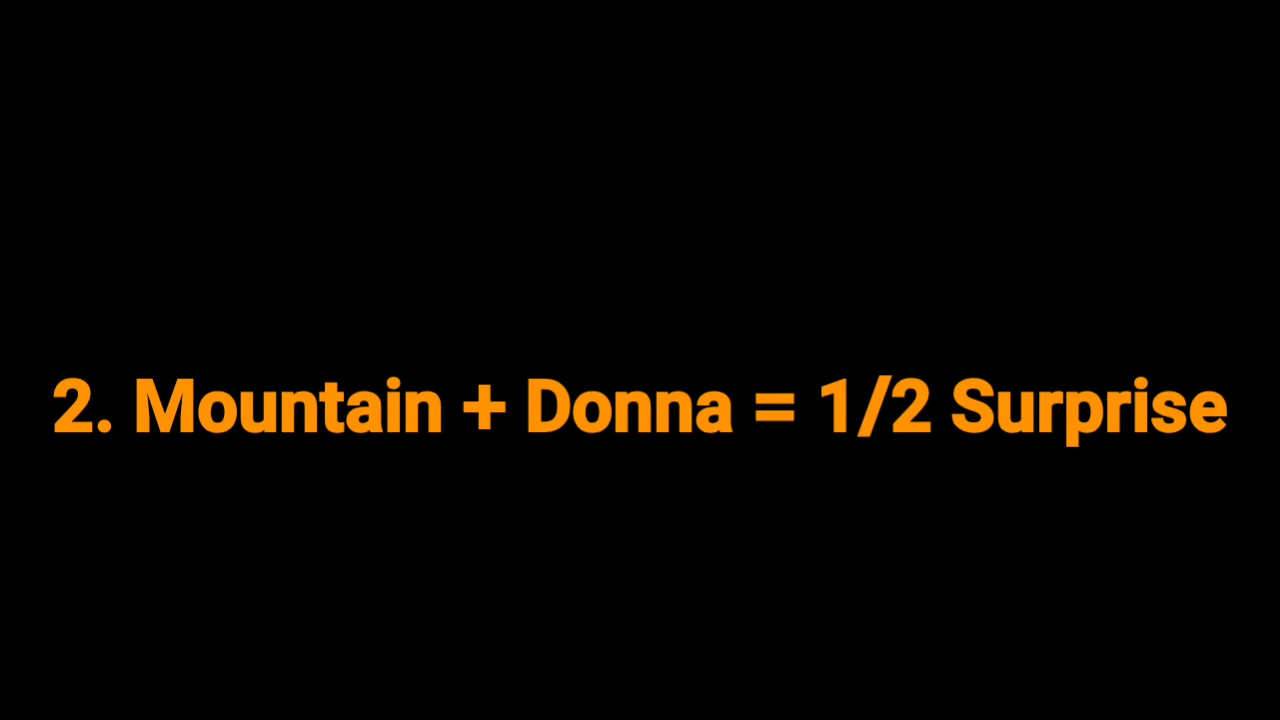 2. Mountain + Donna = 1/2 Surprise